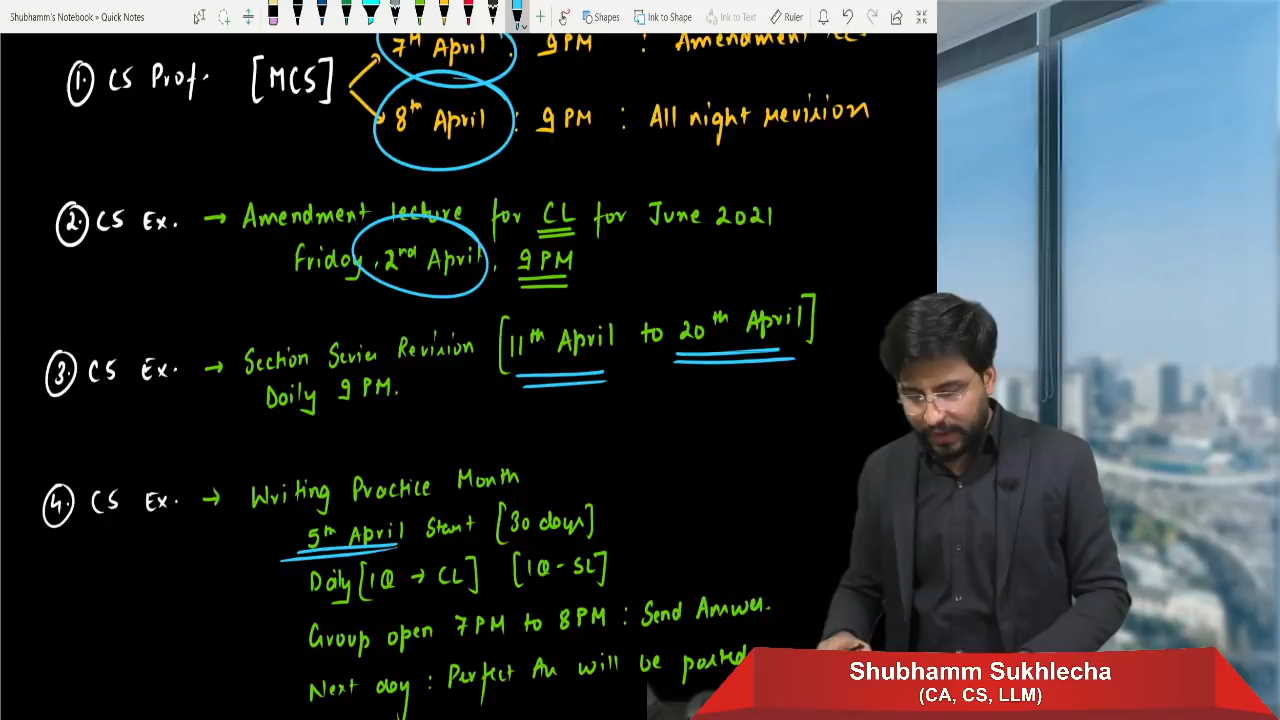 Shubhamm's Notebook » Quick Notes
Shapes
Ink to Shape
Ink to Text
Ruler
7th April : 9 PM : Amendment
① CS Prof. [MCS]
8th April : 9 PM : All night revision
② CS Ex. → Amendment lecture for CL for June 2021
Friday, 2nd April, 9 PM
③ CS Ex. → Section Series Revision [11th April to 20th April]
Daily 9 PM.
④ CS Ex. → Writing Practice Month
5th April Start [30 days]
Daily [1Q → CL] [1Q - SL]
Group open 7 PM to 8 PM : Send Answer.
Next day : Perfect An will be posted
Shubhamm Sukhlecha
(CA, CS, LLM)